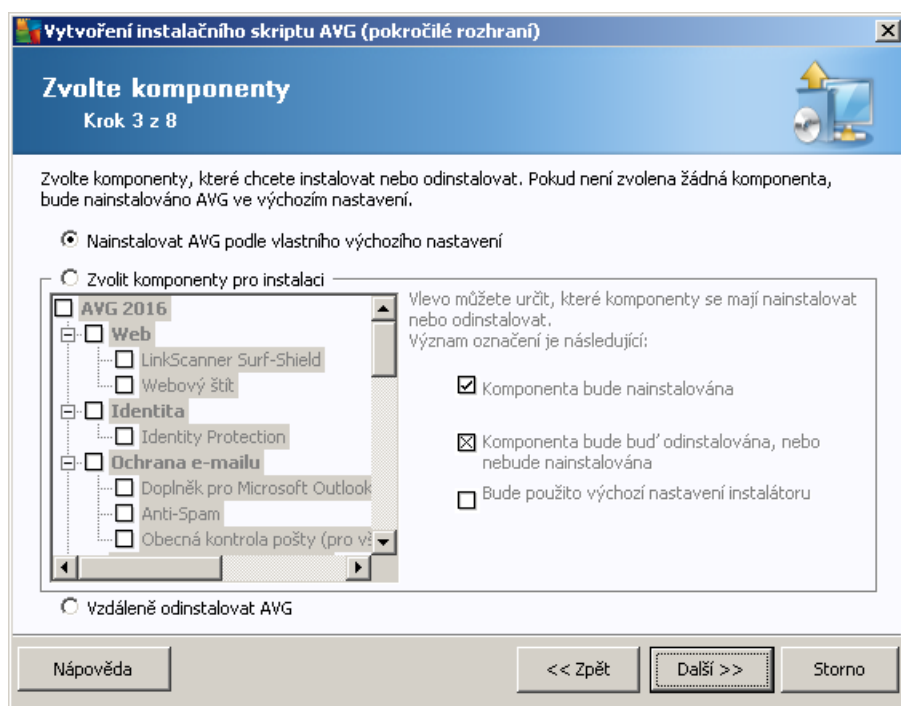 Vytvoření instalačního skriptu AVG (pokročilé rozhraní)
Zvolte komponenty
Krok 3 z 8
Zvolte komponenty, které chcete instalovat nebo odinstalovat. Pokud není zvolena žádná komponenta,
bude nainstalováno AVG ve výchozím nastavení.
Nainstalovat AVG podle vlastního výchozího nastavení
Zvolit komponenty pro instalaci
AVG 2016
Web
LinkScanner Surf-Shield
Webový štít
Identita
Identity Protection
Ochrana e-mailu
Doplněk pro Microsoft Outlook
Anti-Spam
Obecná kontrola pošty (pro vš
Vlevo můžete určit, které komponenty se mají nainstalovat
nebo odinstalovat.
Význam označení je následující:
Komponenta bude nainstalována
Komponenta bude buď odinstalována, nebo
nebude nainstalována
Bude použito výchozí nastavení instalátoru
Vzdáleně odinstalovat AVG
Nápověda
<< Zpět
Další >>
Storno